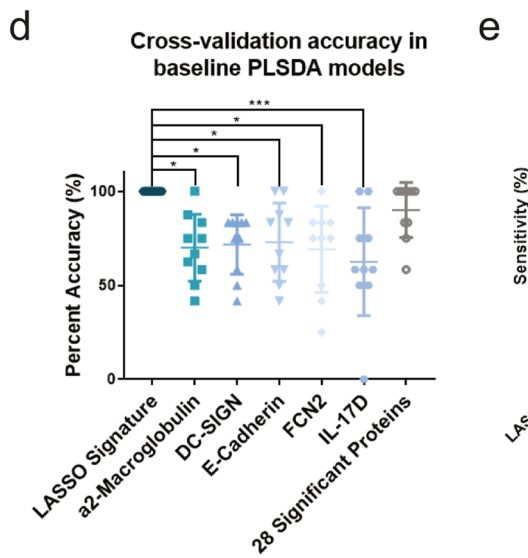 d
e
Cross-validation accuracy in
baseline PLSDA models
***
*
*
*
*
Percent Accuracy (%)
100
50
0
LASSO Signature
a2-Macroglobulin
DC-SIGN
E-Cadherin
FCN2
IL-17D
28 Significant Proteins
Sensitivity (%)
LAS